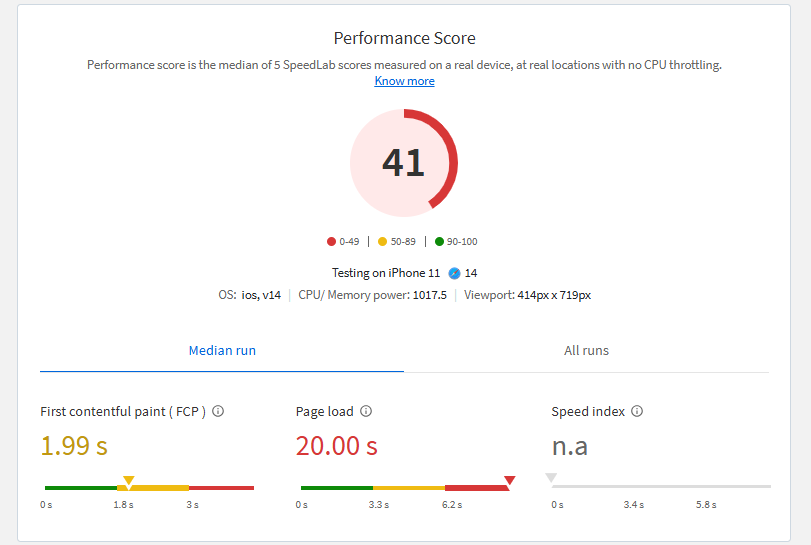 Performance Score
Performance score is the median of 5 SpeedLab scores measured on a real device, at real locations with no CPU throttling.
Know more
41
0-49 | 50-89 | 90-100
Testing on iPhone 11 14
OS: ios, v14 | CPU/ Memory power: 1017.5 | Viewport: 414px x 719px
Median run All runs
First contentful paint ( FCP ) Page load Speed index
1.99 s 20.00 s n.a
0 s 1.8 s 3 s 0 s 3.3 s 6.2 s 0 s 3.4 s 5.8 s